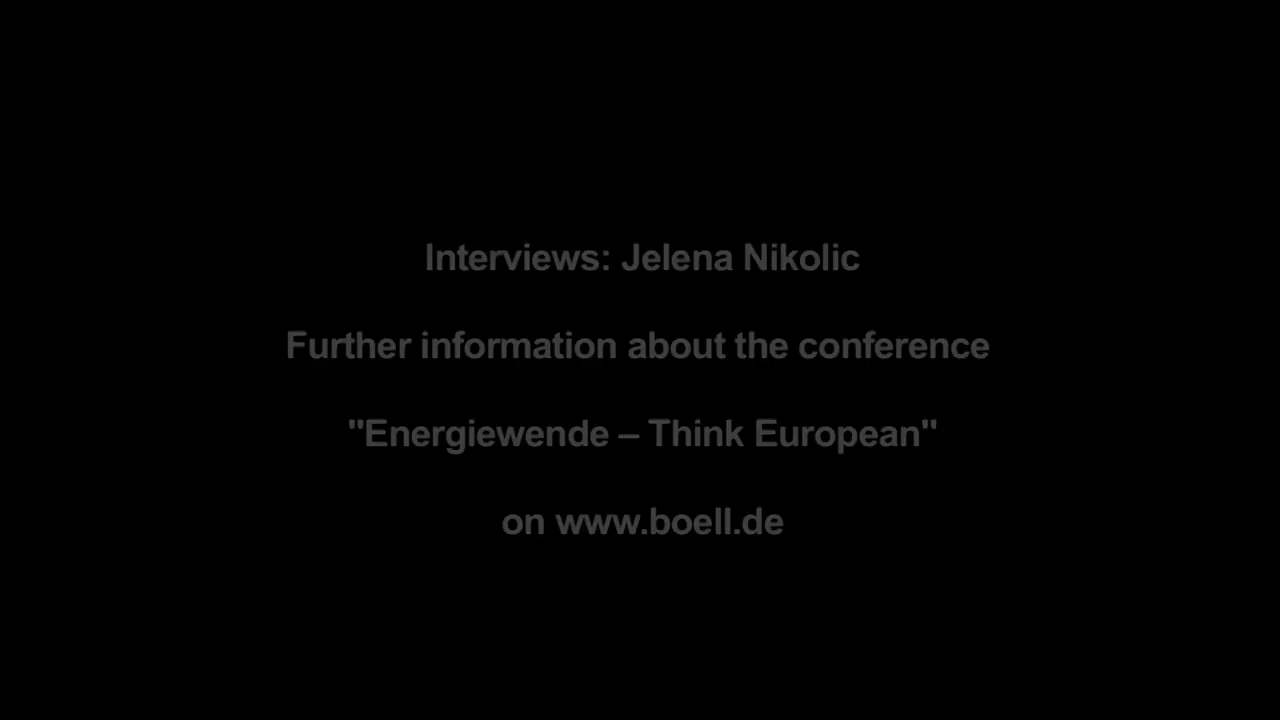 Interviews: Jelena Nikolic
Further information about the conference
"Energiewende – Think European"
on www.boell.de